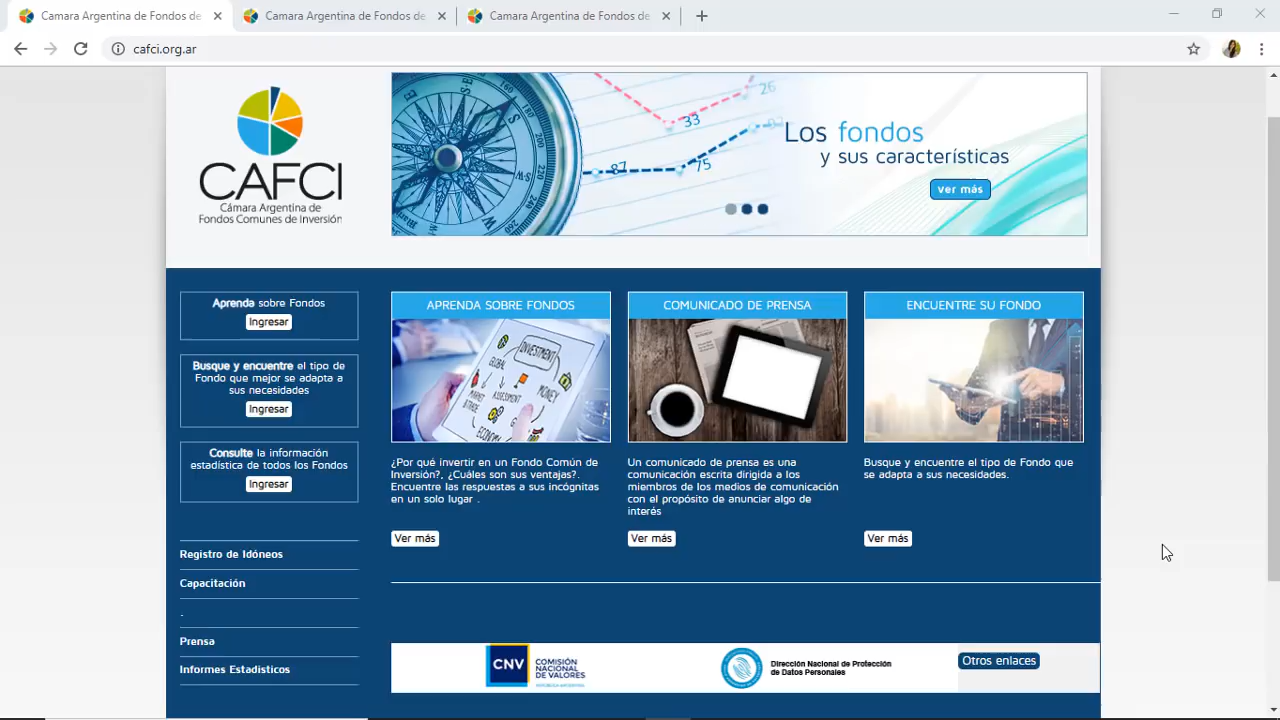 Camara Argentina de Fondos de
Camara Argentina de Fondos de
Camara Argentina de Fondos de
cafci.org.ar
CAFCI
Cámara Argentina de
Fondos Comunes de Inversión
87
33
75
26
Los fondos
y sus características
ver más
Aprenda sobre Fondos
Ingresar
Busque y encuentre el tipo de
Fondo que mejor se adapta a
sus necesidades
Ingresar
Consulte la información
estadística de todos los Fondos
Ingresar
Registro de Idóneos
Capacitación
.
Prensa
Informes Estadísticos
APRENDA SOBRE FONDOS
INVESTMENT
GLOBAL
MONEY
ASSESSMENT
MARKET
ECONOMY
¿Por qué invertir en un Fondo Común de
Inversión?, ¿Cuáles son sus ventajas?.
Encuentre las respuestas a sus incógnitas
en un solo lugar .
Ver más
COMUNICADO DE PRENSA
Un comunicado de prensa es una
comunicación escrita dirigida a los
miembros de los medios de comunicación
con el propósito de anunciar algo de
interés
Ver más
ENCUENTRE SU FONDO
Busque y encuentre el tipo de Fondo que
se adapta a sus necesidades.
Ver más
CNV
COMISIÓN
NACIONAL
DE VALORES
REPÚBLICA ARGENTINA
Dirección Nacional de Protección
de Datos Personales
Otros enlaces